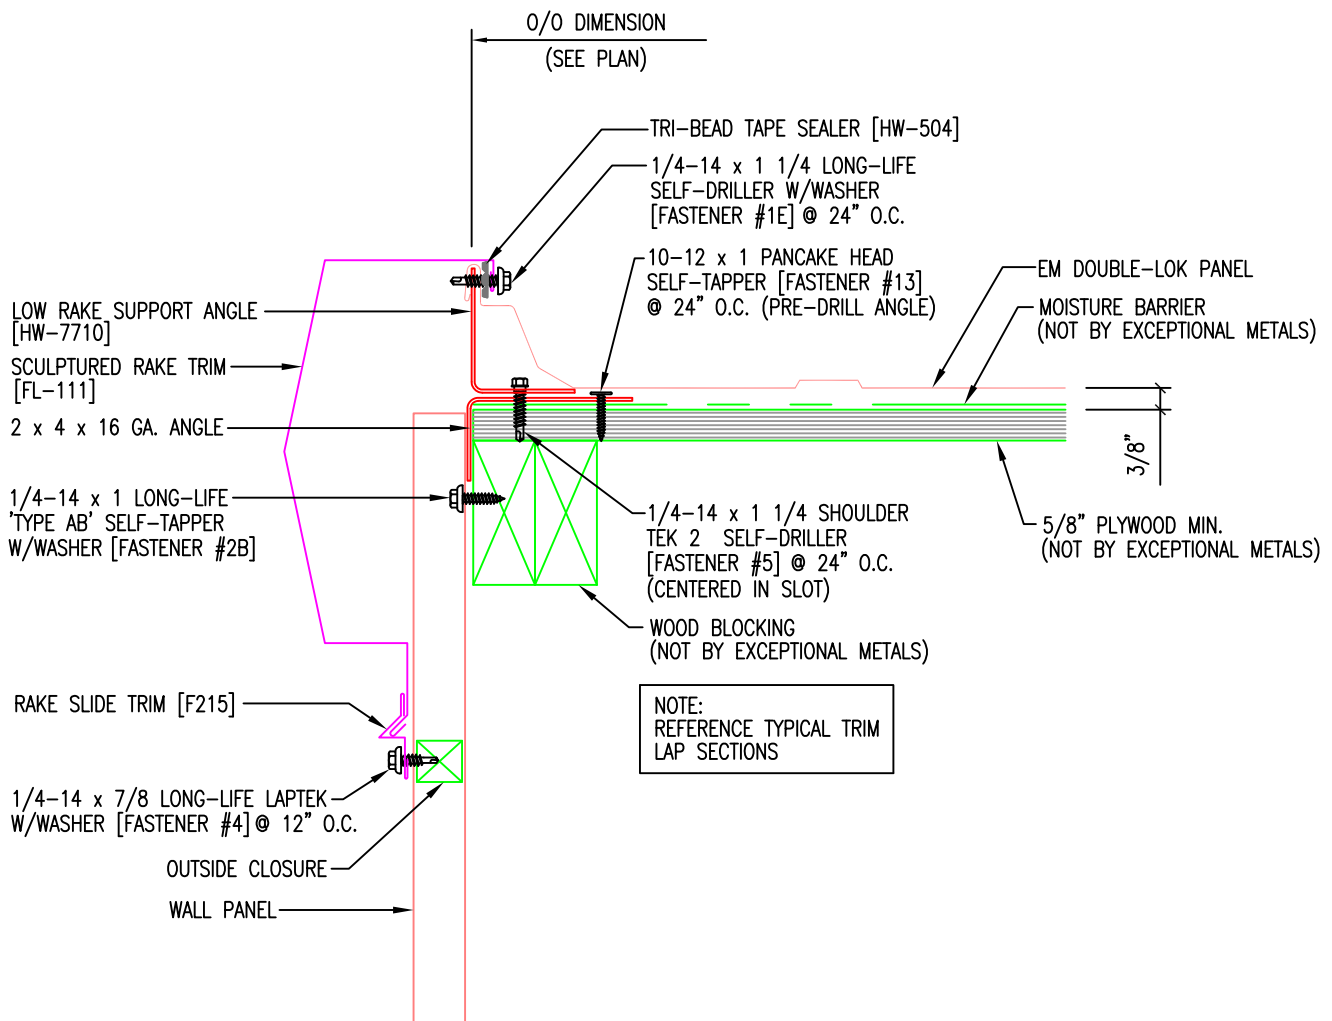 O/O DIMENSION
(SEE PLAN)
TRI-BEAD TAPE SEALER [HW-504]
1/4-14 x 1 1/4 LONG-LIFE
SELF-DRILLER W/WASHER
[FASTENER #1E] @ 24" O.C.
10-12 x 1 PANCAKE HEAD
SELF-TAPPER [FASTENER #13]
@ 24" O.C. (PRE-DRILL ANGLE)
EM DOUBLE-LOK PANEL
MOISTURE BARRIER
(NOT BY EXCEPTIONAL METALS)
LOW RAKE SUPPORT ANGLE
[HW-7710]
SCULPTURED RAKE TRIM
[FL-111]
2 x 4 x 16 GA. ANGLE
3/8"
1/4-14 x 1 LONG-LIFE
'TYPE AB' SELF-TAPPER
W/WASHER [FASTENER #2B]
1/4-14 x 1 1/4 SHOULDER
TEK 2 SELF-DRILLER
[FASTENER #5] @ 24" O.C.
(CENTERED IN SLOT)
5/8" PLYWOOD MIN.
(NOT BY EXCEPTIONAL METALS)
WOOD BLOCKING
(NOT BY EXCEPTIONAL METALS)
RAKE SLIDE TRIM [F215]
NOTE:
REFERENCE TYPICAL TRIM
LAP SECTIONS
1/4-14 x 7/8 LONG-LIFE LAPTEK
W/WASHER [FASTENER #4] @ 12" O.C.
OUTSIDE CLOSURE
WALL PANEL